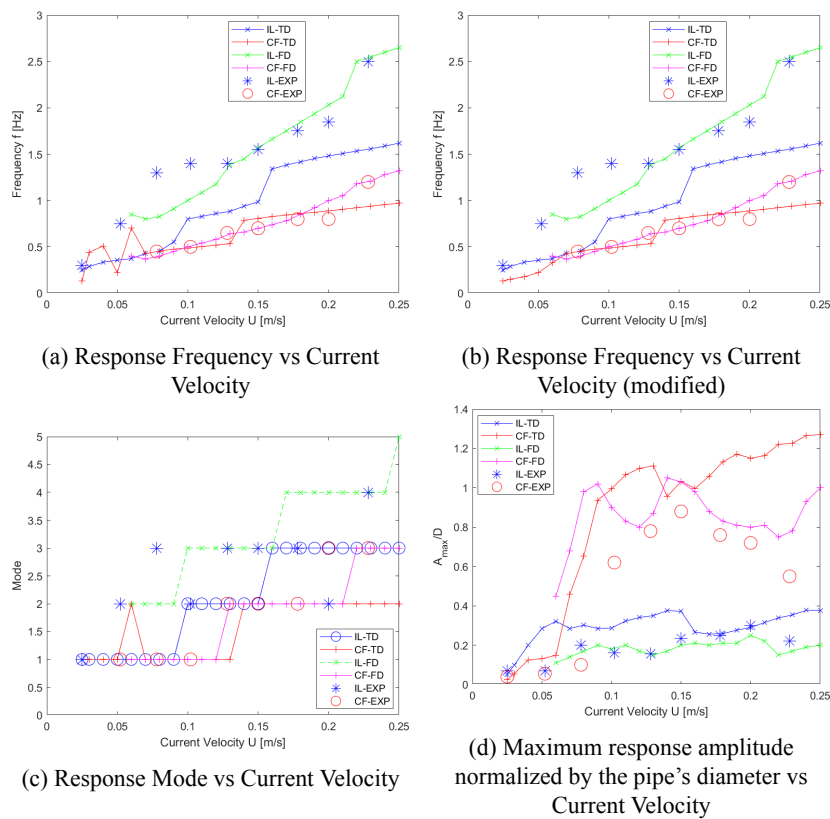 3
2.5
2
1.5
1
0.5
0
Frequency f [Hz]
IL-TD
CF-TD
IL-FD
CF-FD
IL-EXP
CF-EXP
0 0.05 0.1 0.15 0.2 0.25
Current Velocity U [m/s]
(a) Response Frequency vs Current
Velocity
3
2.5
2
1.5
1
0.5
0
Frequency f [Hz]
IL-TD
CF-TD
IL-FD
CF-FD
IL-EXP
CF-EXP
0 0.05 0.1 0.15 0.2 0.25
Current Velocity U [m/s]
(b) Response Frequency vs Current
Velocity (modified)
5
4.5
4
3.5
3
2.5
2
1.5
1
0.5
0
Mode
IL-TD
CF-TD
IL-FD
CF-FD
IL-EXP
CF-EXP
0 0.05 0.1 0.15 0.2 0.25
Current Velocity U [m/s]
(c) Response Mode vs Current Velocity
1.4
1.2
1
0.8
0.6
0.4
0.2
0
A_max/D
IL-TD
CF-TD
IL-FD
CF-FD
IL-EXP
CF-EXP
0 0.05 0.1 0.15 0.2 0.25
Current Velocity U [m/s]
(d) Maximum response amplitude
normalized by the pipe's diameter vs
Current Velocity